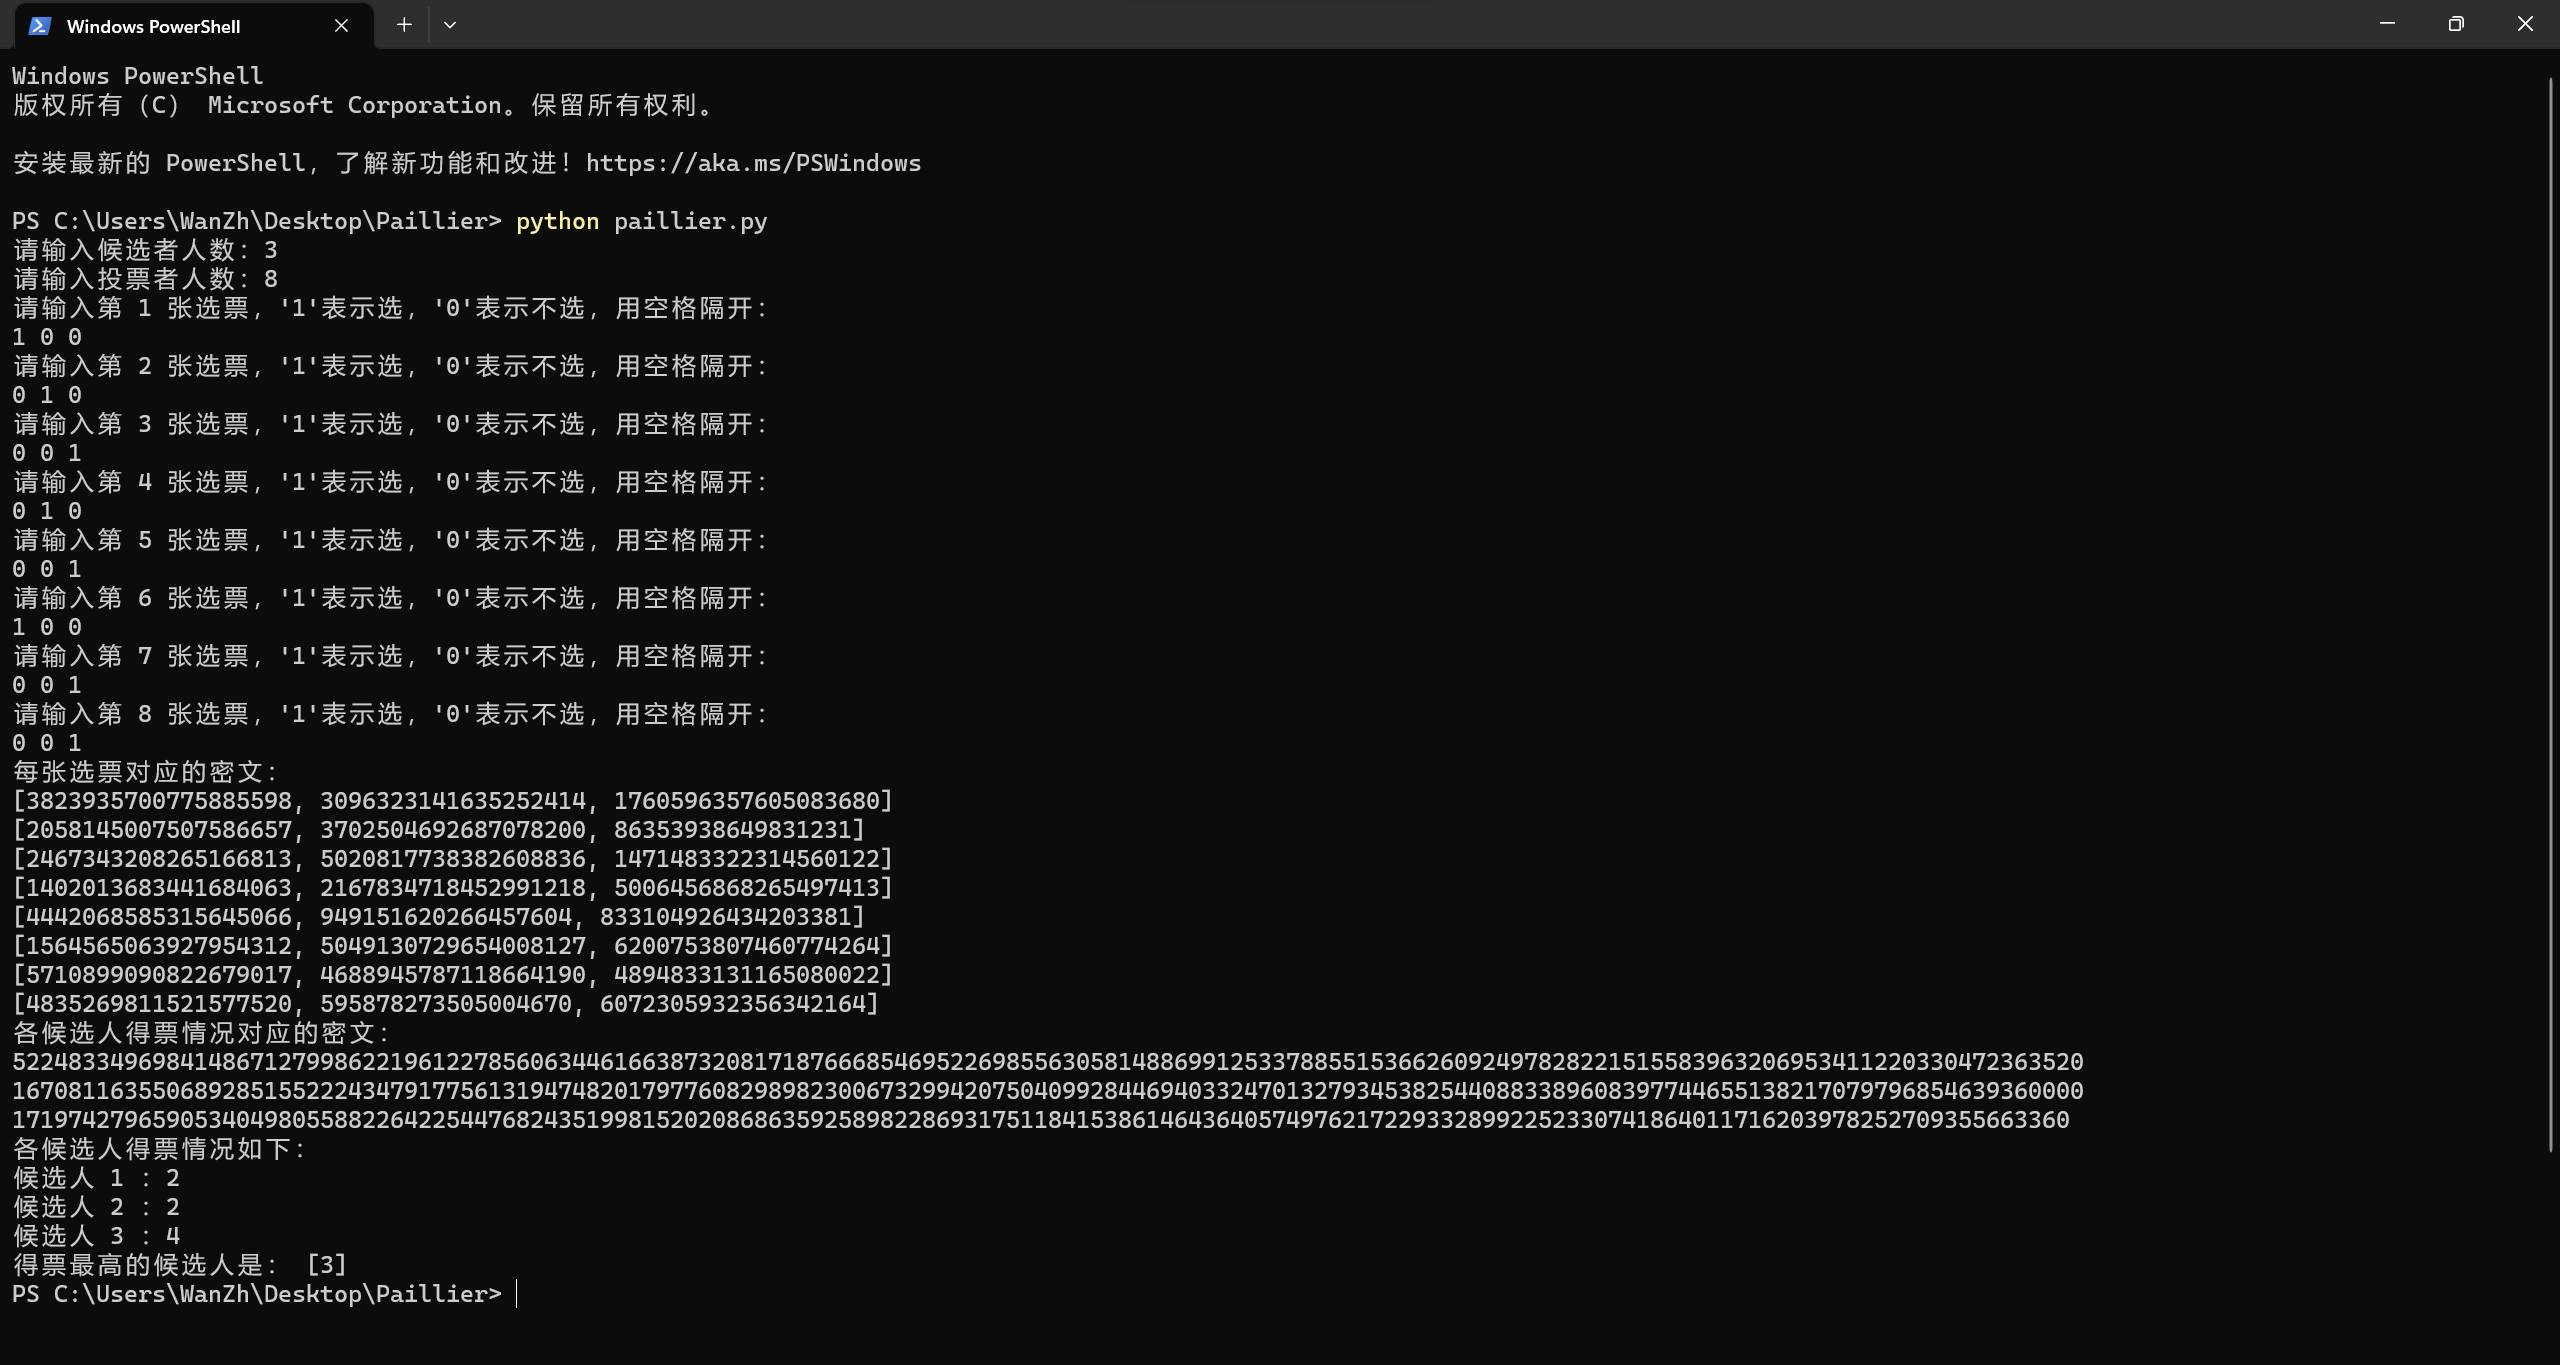 Windows PowerShell
Windows PowerShell
版权所有（C） Microsoft Corporation。保留所有权利。
安装最新的 PowerShell，了解新功能和改进！https://aka.ms/PSWindows
PS C:\Users\WanZh\Desktop\Paillier> python paillier.py
请输入候选者人数：3
请输入投票者人数：8
请输入第 1 张选票，'1'表示选，'0'表示不选，用空格隔开：
1 0 0
请输入第 2 张选票，'1'表示选，'0'表示不选，用空格隔开：
0 1 0
请输入第 3 张选票，'1'表示选，'0'表示不选，用空格隔开：
0 0 1
请输入第 4 张选票，'1'表示选，'0'表示不选，用空格隔开：
0 1 0
请输入第 5 张选票，'1'表示选，'0'表示不选，用空格隔开：
0 0 1
请输入第 6 张选票，'1'表示选，'0'表示不选，用空格隔开：
1 0 0
请输入第 7 张选票，'1'表示选，'0'表示不选，用空格隔开：
0 0 1
请输入第 8 张选票，'1'表示选，'0'表示不选，用空格隔开：
0 0 1
每张选票对应的密文：
[3823935700775885598, 3096323141635252414, 1760596357605083680]
[2058145007507586657, 3702504692687078200, 86353938649831231]
[2467343208265166813, 5020817738382608836, 1471483322314560122]
[1402013683441684063, 2167834718452991218, 5006456868265497413]
[4442068585315645066, 949151620266457604, 833104926434203381]
[1564565063927954312, 5049130729654008127, 6200753807460774264]
[5710899090822679017, 4688945787118664190, 4894833131165080022]
[4835269811521577520, 595878273505004670, 6072305932356342164]
各候选人得票情况对应的密文：
5224833496984148671279986221961227856063446166387320817187666854695226985563058148869912533788551536626092497828221515583963206953411220330472363520
1670811635506892851552224347917756131947482017977608298982300673299420750409928446940332470132793453825440883389608397744655138217079796854639360000
171974279659053404980558822642254476824351998152020868635925898228693175118415386146436405749762172293328992252330741864011716203978252709355663360
各候选人得票情况如下：
候选人 1 : 2
候选人 2 : 2
候选人 3 : 4
得票最高的候选人是： [3]
PS C:\Users\WanZh\Desktop\Paillier>